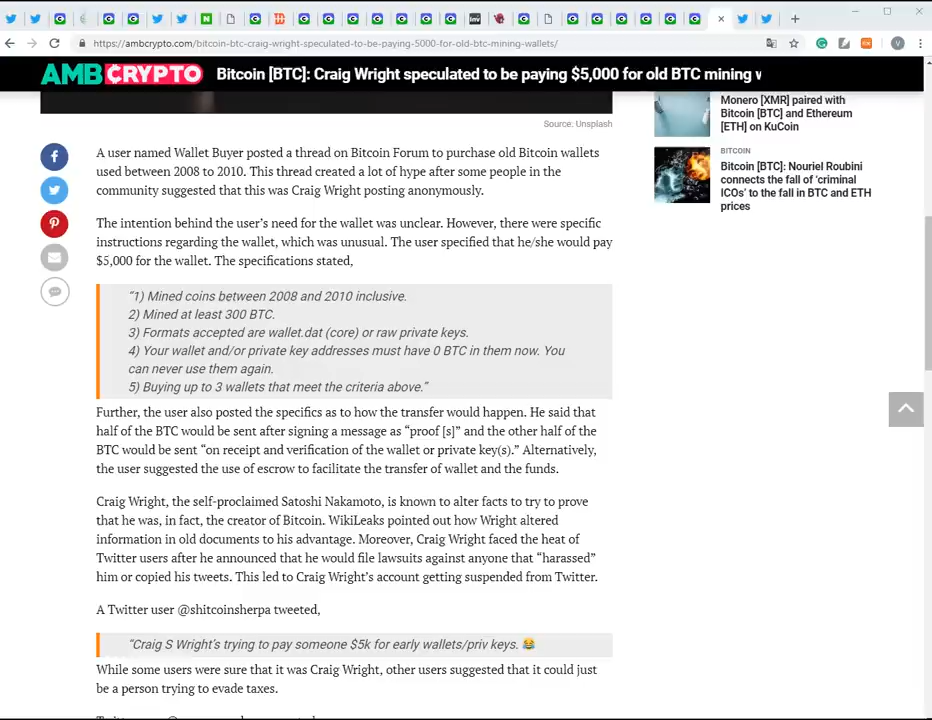 https://ambcrypto.com/bitcoin-btc-craig-wright-speculated-to-be-paying-5000-for-old-btc-mining-wallets/
AMBCRYPTO
Bitcoin [BTC]: Craig Wright speculated to be paying $5,000 for old BTC mining w
Source: Unsplash
A user named Wallet Buyer posted a thread on Bitcoin Forum to purchase old Bitcoin wallets
used between 2008 to 2010. This thread created a lot of hype after some people in the
community suggested that this was Craig Wright posting anonymously.
The intention behind the user's need for the wallet was unclear. However, there were specific
instructions regarding the wallet, which was unusual. The user specified that he/she would pay
$5,000 for the wallet. The specifications stated,
"1) Mined coins between 2008 and 2010 inclusive.
2) Mined at least 300 BTC.
3) Formats accepted are wallet.dat (core) or raw private keys.
4) Your wallet and/or private key addresses must have 0 BTC in them now. You
can never use them again.
5) Buying up to 3 wallets that meet the criteria above."
Further, the user also posted the specifics as to how the transfer would happen. He said that
half of the BTC would be sent after signing a message as "proof [s]" and the other half of the
BTC would be sent "on receipt and verification of the wallet or private key(s)." Alternatively,
the user suggested the use of escrow to facilitate the transfer of wallet and the funds.
Craig Wright, the self-proclaimed Satoshi Nakamoto, is known to alter facts to try to prove
that he was, in fact, the creator of Bitcoin. WikiLeaks pointed out how Wright altered
information in old documents to his advantage. Moreover, Craig Wright faced the heat of
Twitter users after he announced that he would file lawsuits against anyone that "harassed"
him or copied his tweets. This led to Craig Wright's account getting suspended from Twitter.
A Twitter user @shitcoinsherpa tweeted,
"Craig S Wright's trying to pay someone $5k for early wallets/priv keys. 😂
While some users were sure that it was Craig Wright, other users suggested that it could just
be a person trying to evade taxes.
Monero [XMR] paired with
Bitcoin [BTC] and Ethereum
[ETH] on KuCoin
BITCOIN
Bitcoin [BTC]: Nouriel Roubini
connects the fall of 'criminal
ICOs' to the fall in BTC and ETH
prices